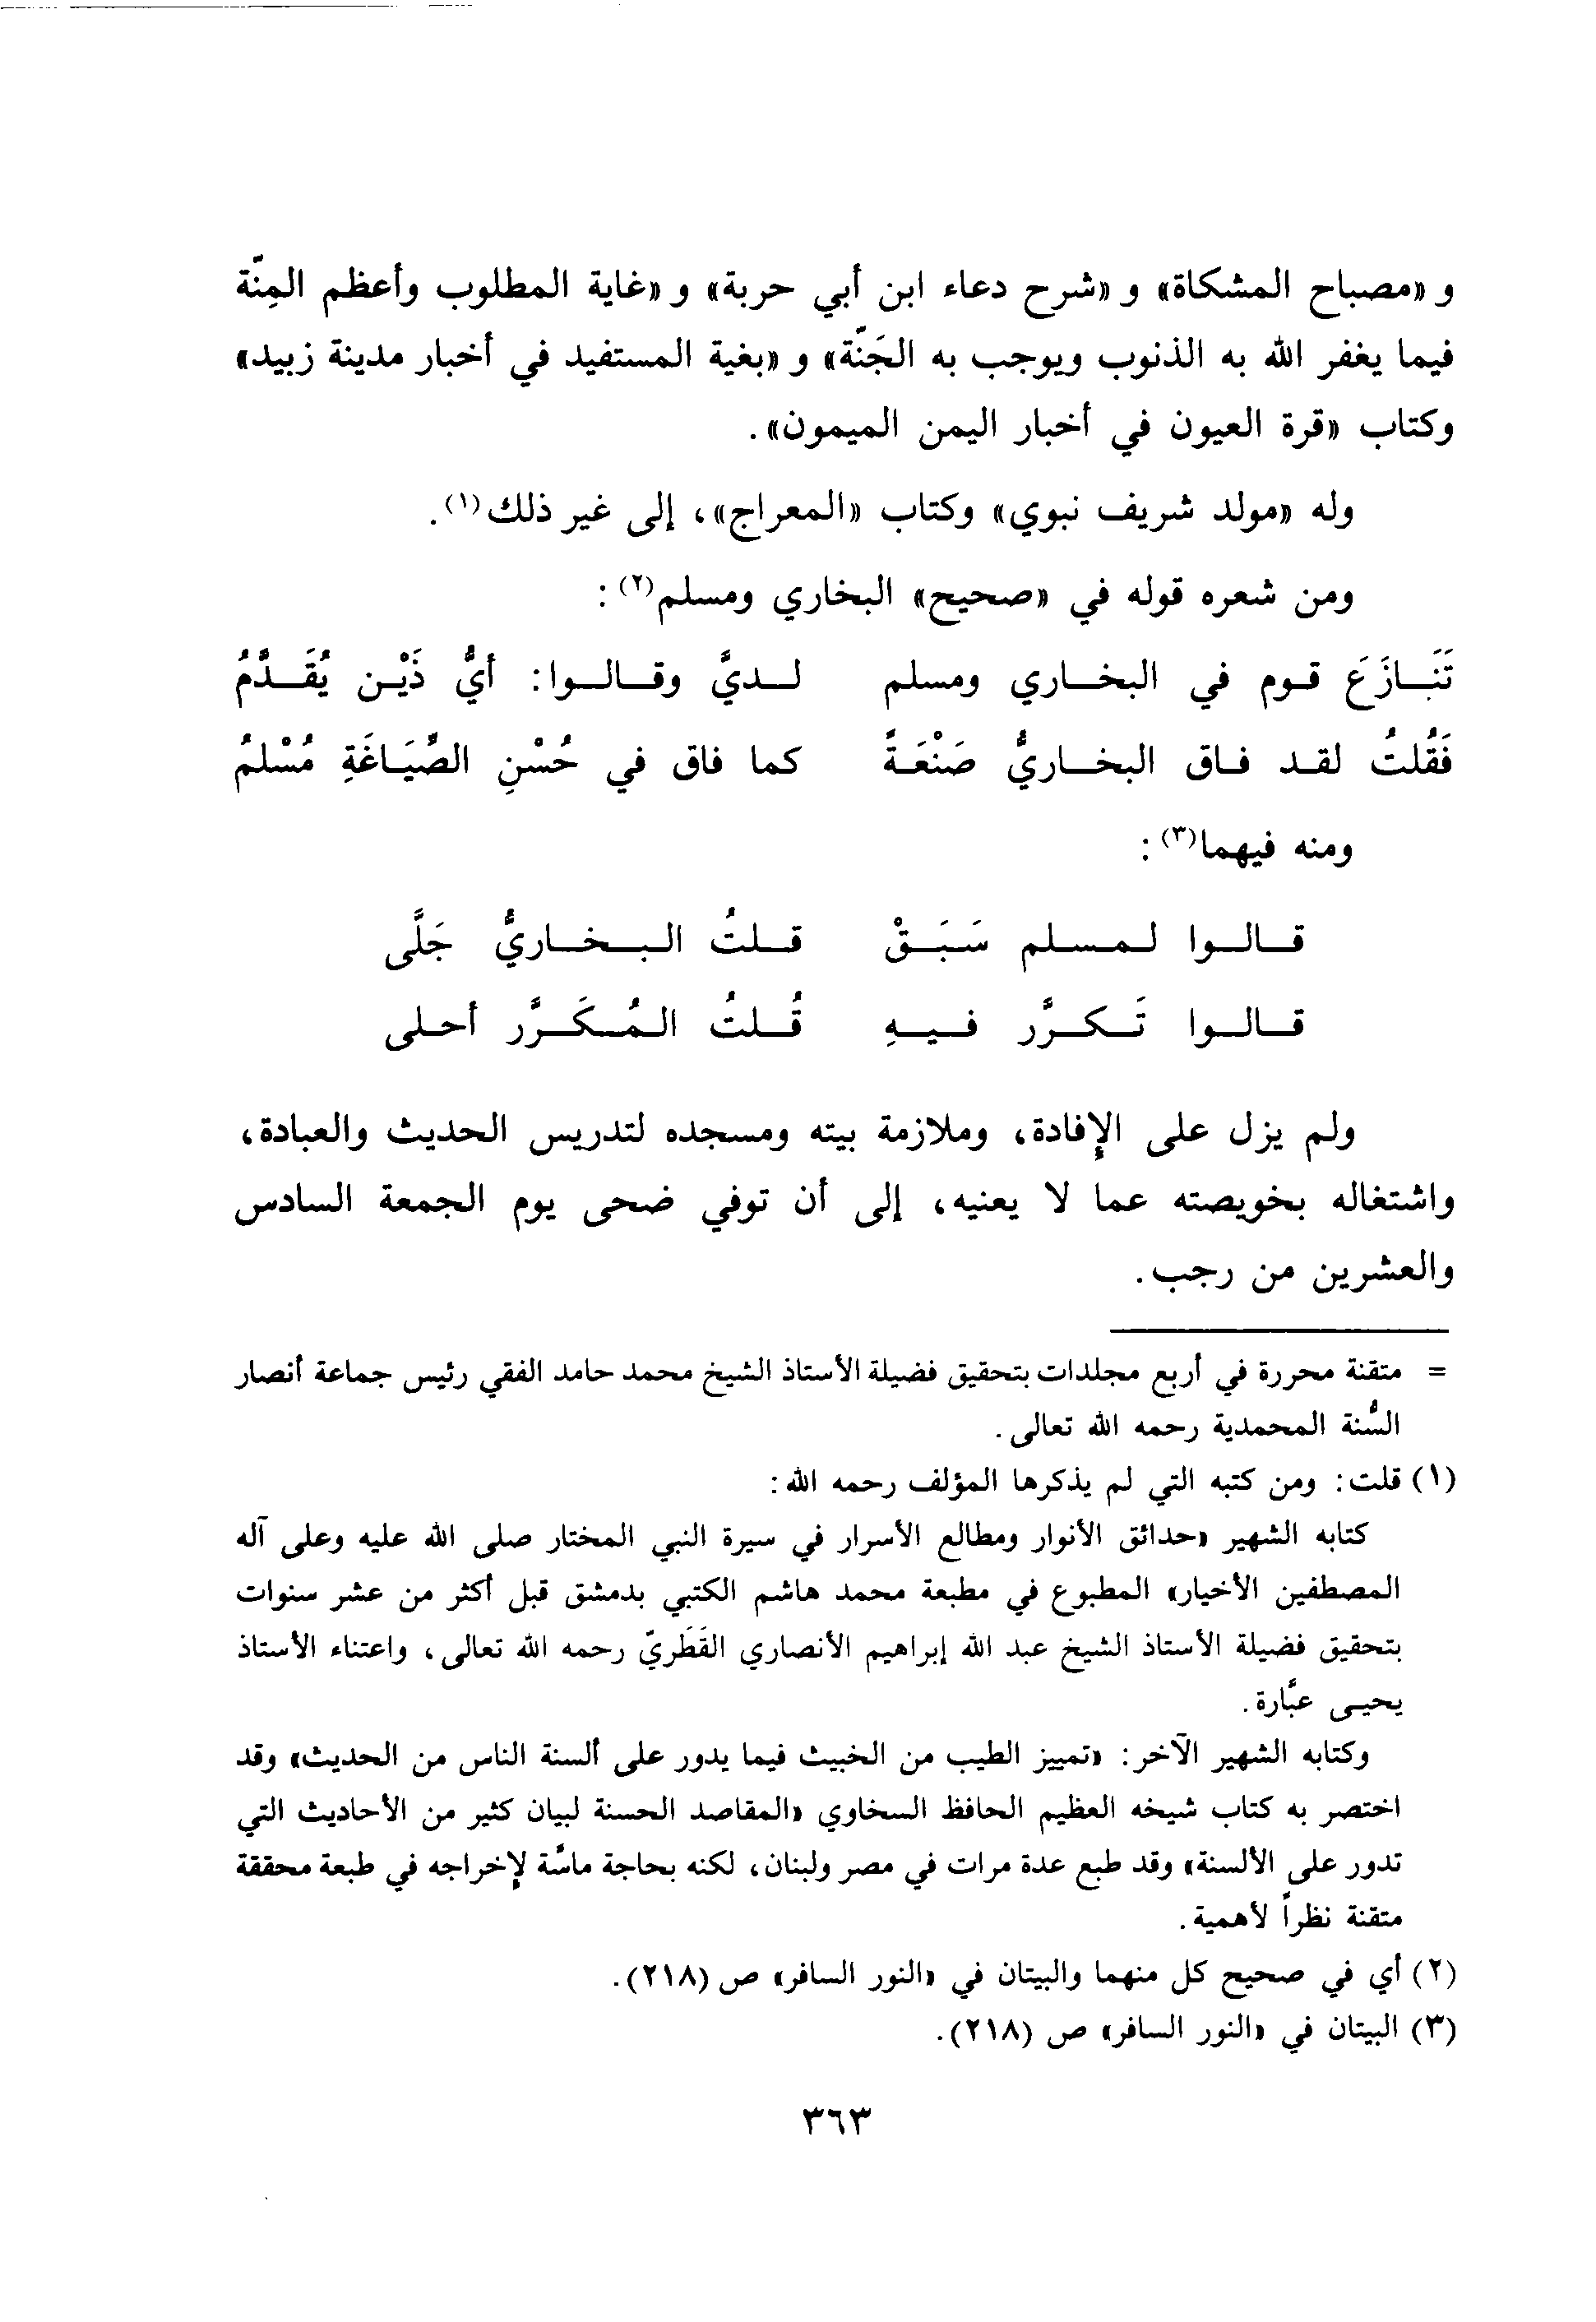 و «مصباح المشكاة» و «شرح دعاء ابن أبي حربة» و «غاية المطلوب وأعظم المِنّة
فيما يغفر الله به الذنوب ويوجب به الجَنّة» و «بغية المستفيد في أخبار مدينة زبيد»
وكتاب «قرة العيون في أخبار اليمن الميمون».
وله «مولد شريف نبوي» وكتاب «المعراج»، إلى غير ذلك(١).
ومن شعره قوله في «صحيح» البخاري ومسلم(٢):
تَنَازَعَ قوم في البخاري ومسلم لديَّ وقالوا: أيُّ ذَيْن يُقَدَّمُ
فَقُلتُ لقد فاق البخاريُّ صَنْعَةً كما فاق في حُسْنِ الصِّيَاغَةِ مُسْلمُ
ومنه فيهما(٣):
قالوا لمسلم سَبَقْ قلتُ البخاريُّ جَلَّى
قالوا تَكرَّر فيهِ قُلتُ المُكَرَّر أحلى
ولم يزل على الإفادة، وملازمة بيته ومسجده لتدريس الحديث والعبادة،
واشتغاله بخويصته عما لا يعنيه، إلى أن توفي ضحى يوم الجمعة السادس
والعشرين من رجب.
= متقنة محررة في أربع مجلدات بتحقيق فضيلة الأستاذ الشيخ محمد حامد الفقي رئيس جماعة أنصار
السُّنة المحمدية رحمه الله تعالى.
(١) قلت: ومن كتبه التي لم يذكرها المؤلف رحمه الله:
كتابه الشهير «حدائق الأنوار ومطالع الأسرار في سيرة النبي المختار صلى الله عليه وعلى آله
المصطفين الأخيار» المطبوع في مطبعة محمد هاشم الكتبي بدمشق قبل أكثر من عشر سنوات
بتحقيق فضيلة الأستاذ الشيخ عبد الله إبراهيم الأنصاري القَطَريّ رحمه الله تعالى، واعتناء الأستاذ
يحيى عبَّارة.
وكتابه الشهير الآخر: «تمييز الطيب من الخبيث فيما يدور على ألسنة الناس من الحديث» وقد
اختصر به كتاب شيخه العظيم الحافظ السخاوي «المقاصد الحسنة لبيان كثير من الأحاديث التي
تدور على الألسنة» وقد طبع عدة مرات في مصر ولبنان، لكنه بحاجة ماسَّة لإخراجه في طبعة محققة
متقنة نظراً لأهمية.
(٢) أي في صحيح كل منهما والبيتان في «النور السافر» ص (٢١٨).
(٣) البيتان في «النور السافر» ص (٢١٨).
٣٦٣